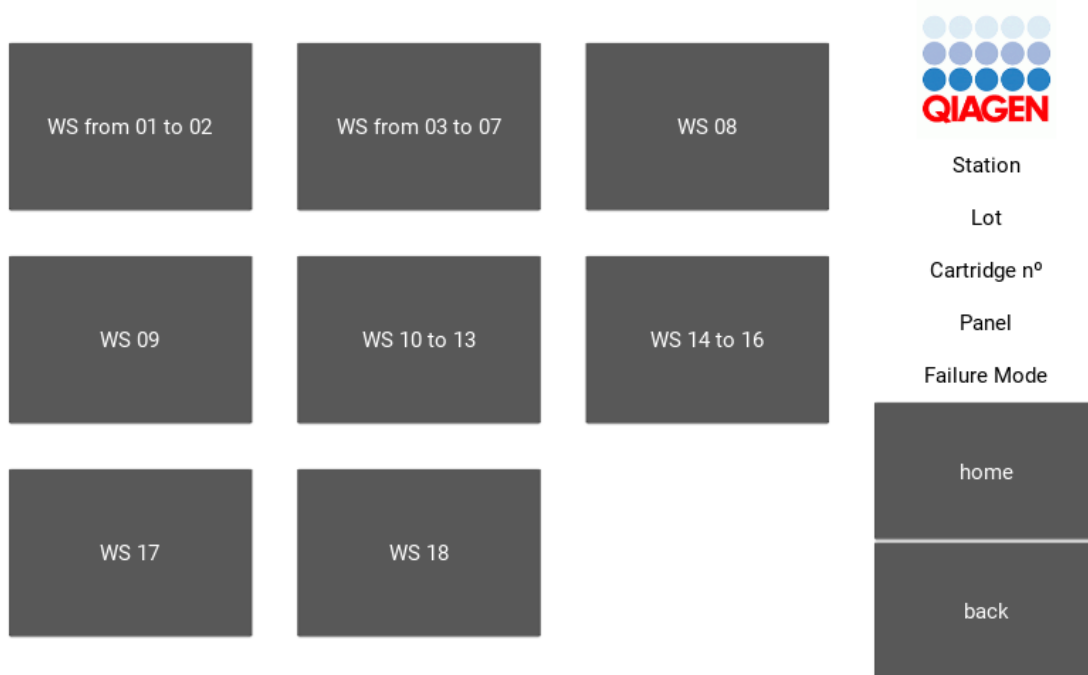 WS from 01 to 02
WS from 03 to 07
WS 08
WS 09
WS 10 to 13
WS 14 to 16
WS 17
WS 18
QIAGEN
Station
Lot
Cartridge nº
Panel
Failure Mode
home
back